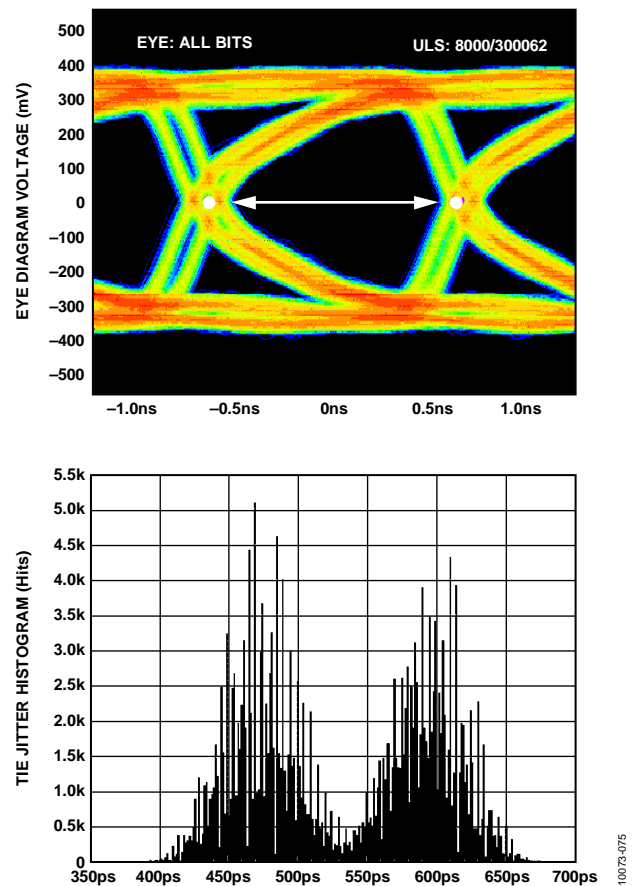 EYE: ALL BITS
ULS: 8000/300062
EYE DIAGRAM VOLTAGE (mV)
500
400
300
200
100
0
–100
–200
–300
–400
–500
–1.0ns –0.5ns 0ns 0.5ns 1.0ns
TIE JITTER HISTOGRAM (Hits)
5.5k
5.0k
4.5k
4.0k
3.5k
3.0k
2.5k
2.0k
1.5k
1.0k
0.5k
0
350ps 400ps 450ps 500ps 550ps 600ps 650ps 700ps
10073-075